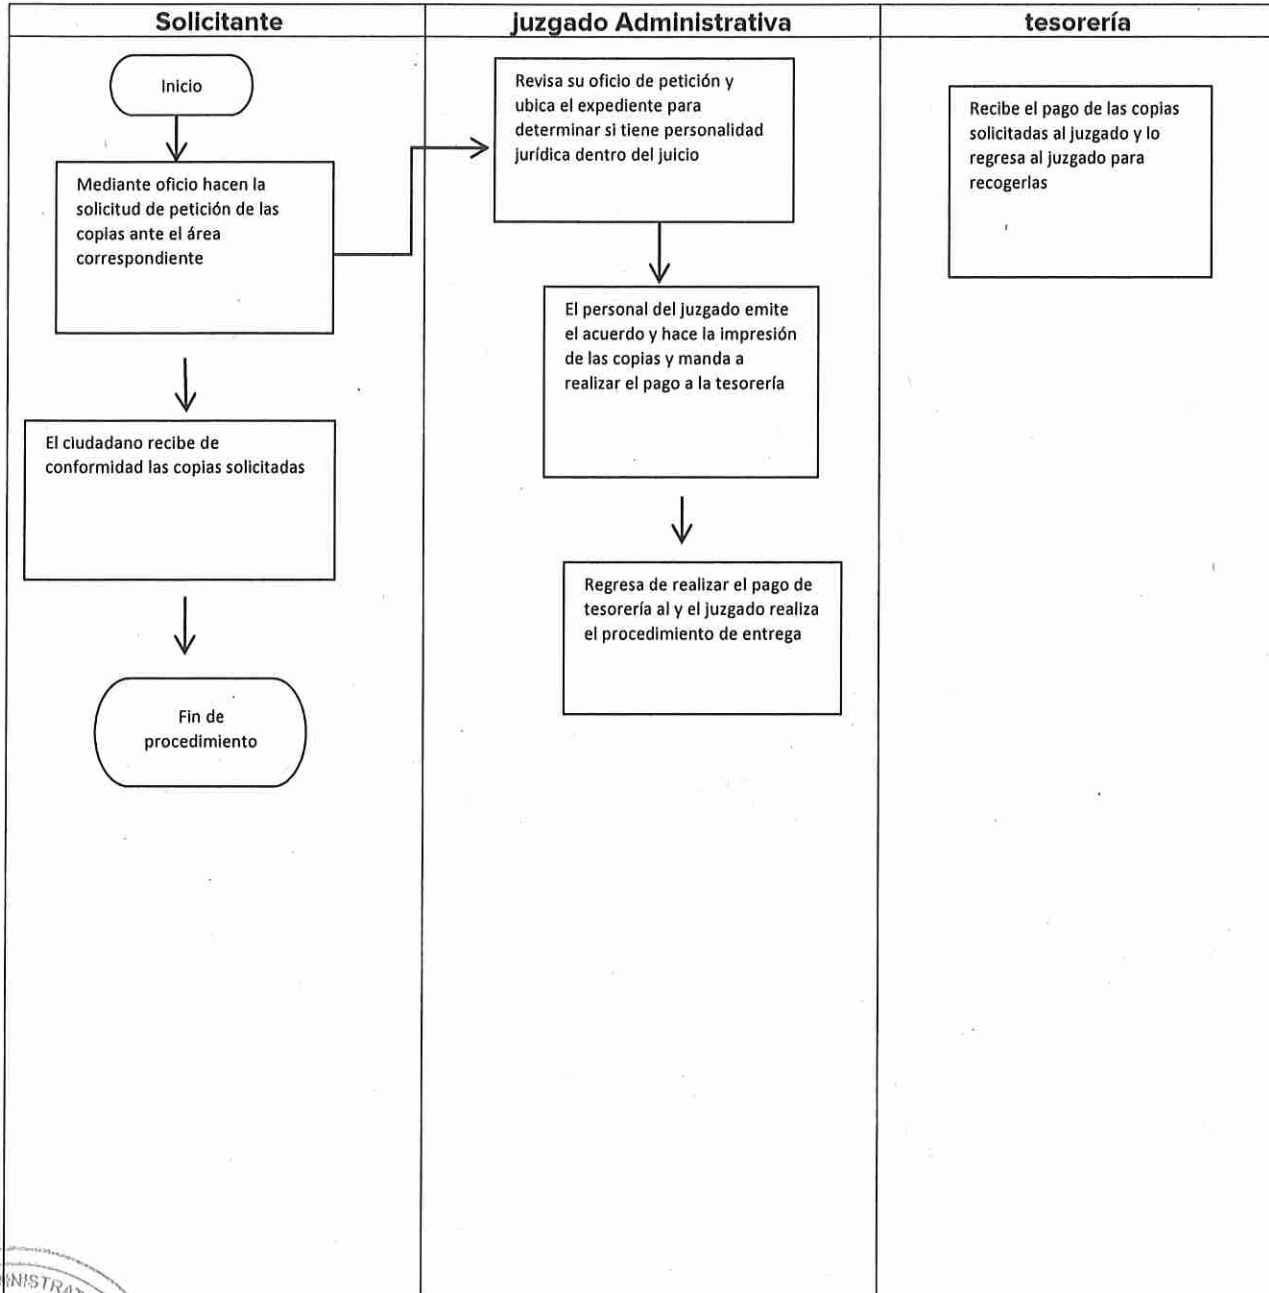 Solicitante
juzgado Administrativa
tesorería
Inicio
Mediante oficio hacen la
solicitud de petición de las
copias ante el área
correspondiente
El ciudadano recibe de
conformidad las copias solicitadas
Fin de
procedimiento
Revisa su oficio de petición y
ubica el expediente para
determinar si tiene personalidad
jurídica dentro del juicio
El personal del juzgado emite
el acuerdo y hace la impresión
de las copias y manda a
realizar el pago a la tesorería
Regresa de realizar el pago de
tesorería al y el juzgado realiza
el procedimiento de entrega
Recibe el pago de las copias
solicitadas al juzgado y lo
regresa al juzgado para
recogerlas